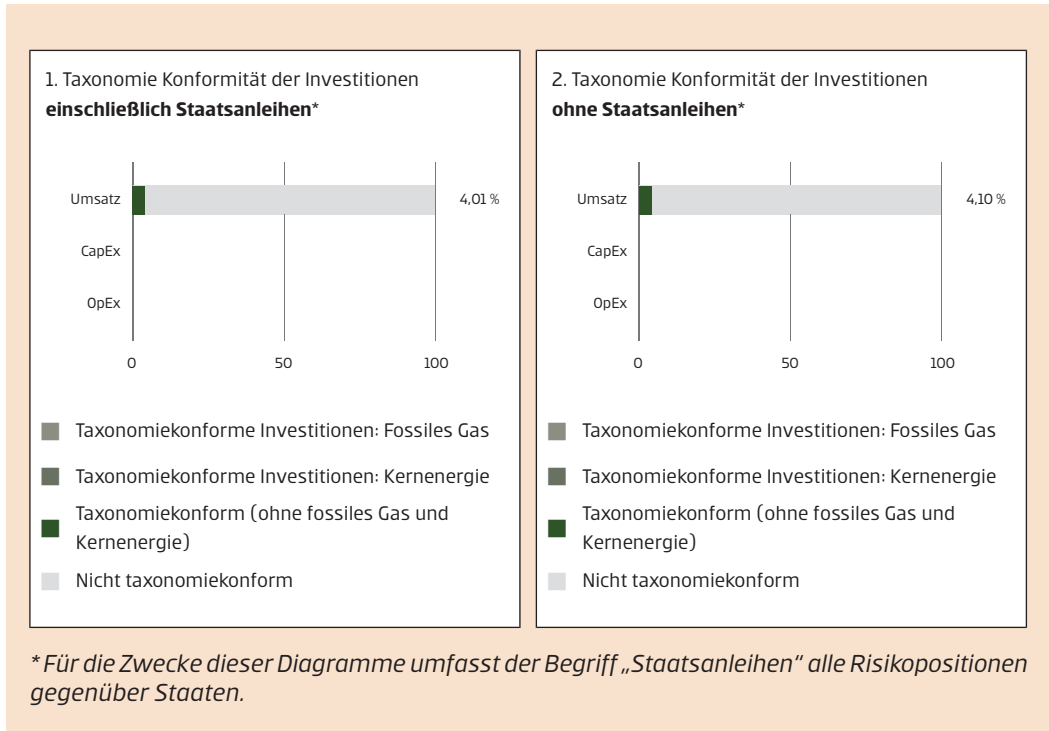 1. Taxonomie Konformität der Investitionen
einschließlich Staatsanleihen*
Umsatz
4,01 %
CapEx
OpEx
0
50
100
Taxonomiekonforme Investitionen: Fossiles Gas
Taxonomiekonforme Investitionen: Kernenergie
Taxonomiekonform (ohne fossiles Gas und
Kernenergie)
Nicht taxonomiekonform
2. Taxonomie Konformität der Investitionen
ohne Staatsanleihen*
Umsatz
4,10 %
CapEx
OpEx
0
50
100
Taxonomiekonforme Investitionen: Fossiles Gas
Taxonomiekonforme Investitionen: Kernenergie
Taxonomiekonform (ohne fossiles Gas und
Kernenergie)
Nicht taxonomiekonform
* Für die Zwecke dieser Diagramme umfasst der Begriff „Staatsanleihen“ alle Risikopositionen
gegenüber Staaten.